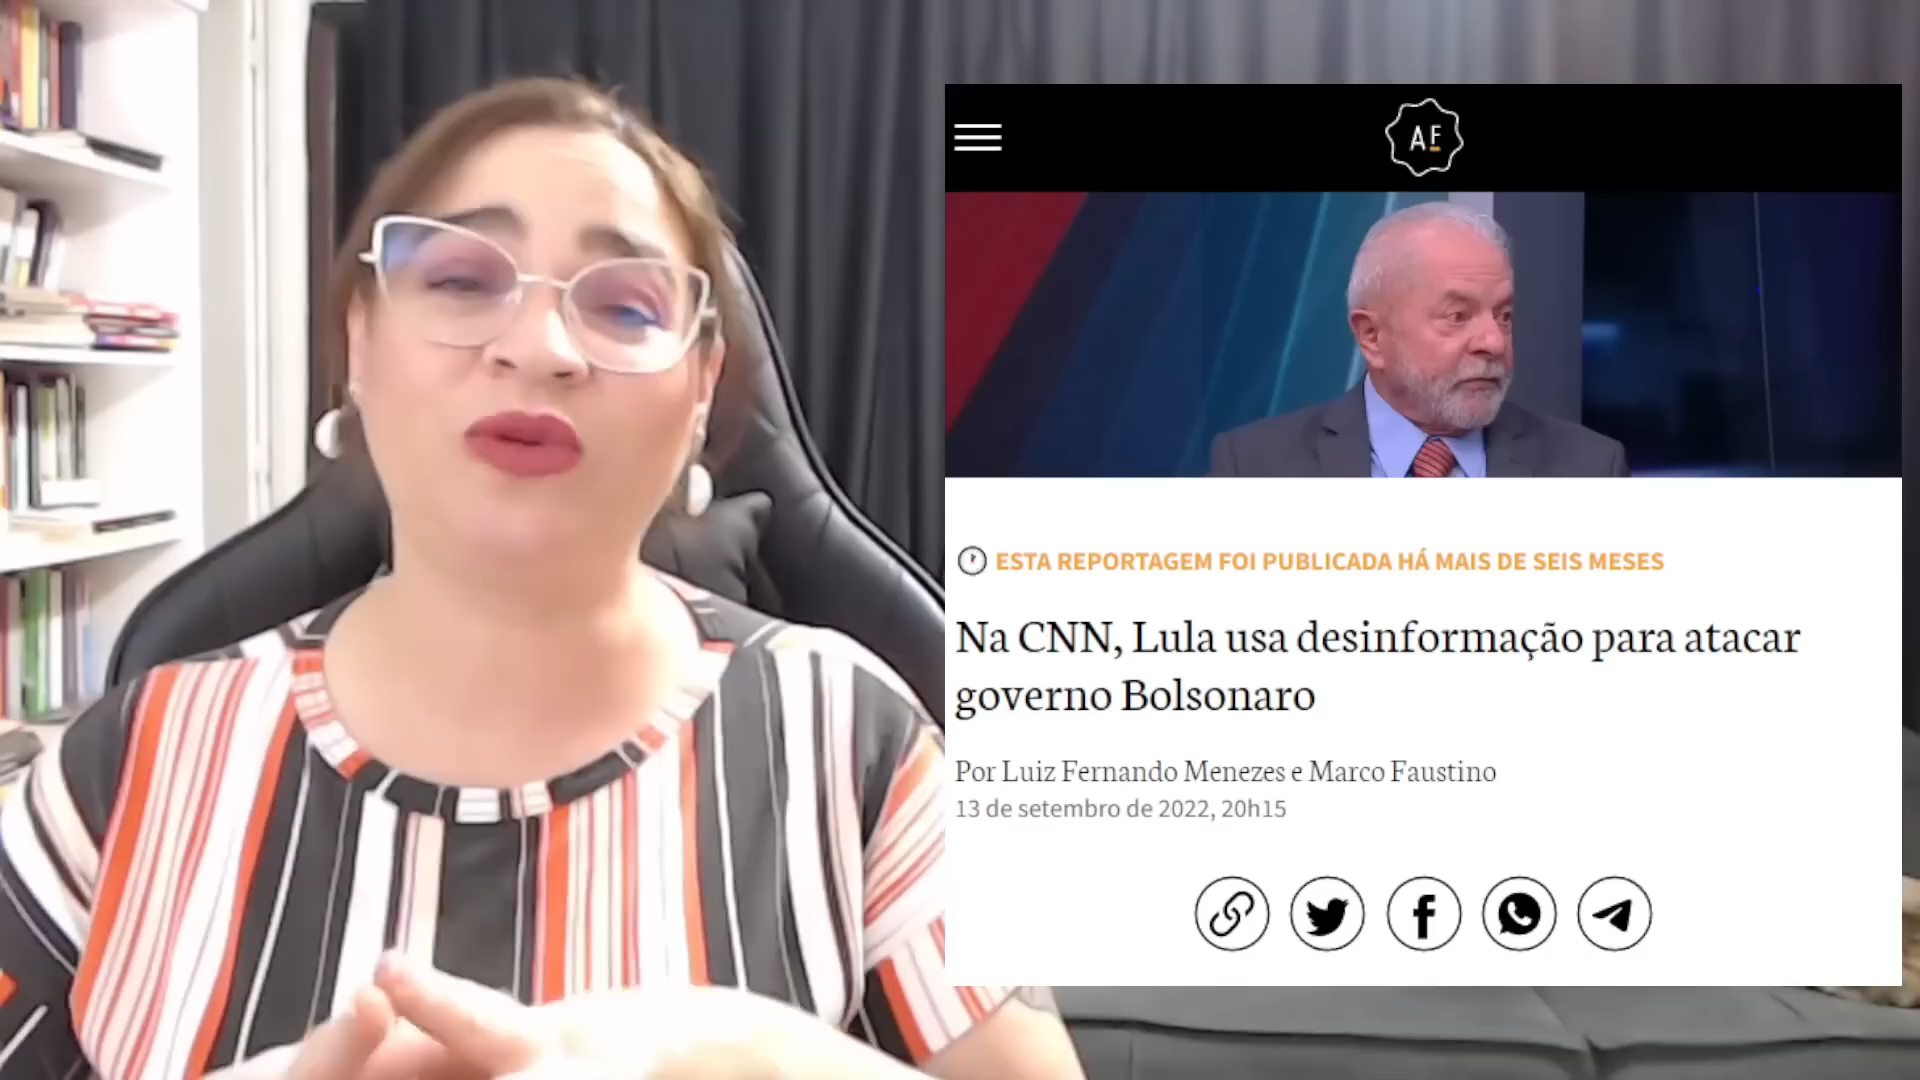 AF
ESTA REPORTAGEM FOI PUBLICADA HÁ MAIS DE SEIS MESES
Na CNN, Lula usa desinformação para atacar
governo Bolsonaro
Por Luiz Fernando Menezes e Marco Faustino
13 de setembro de 2022, 20h15